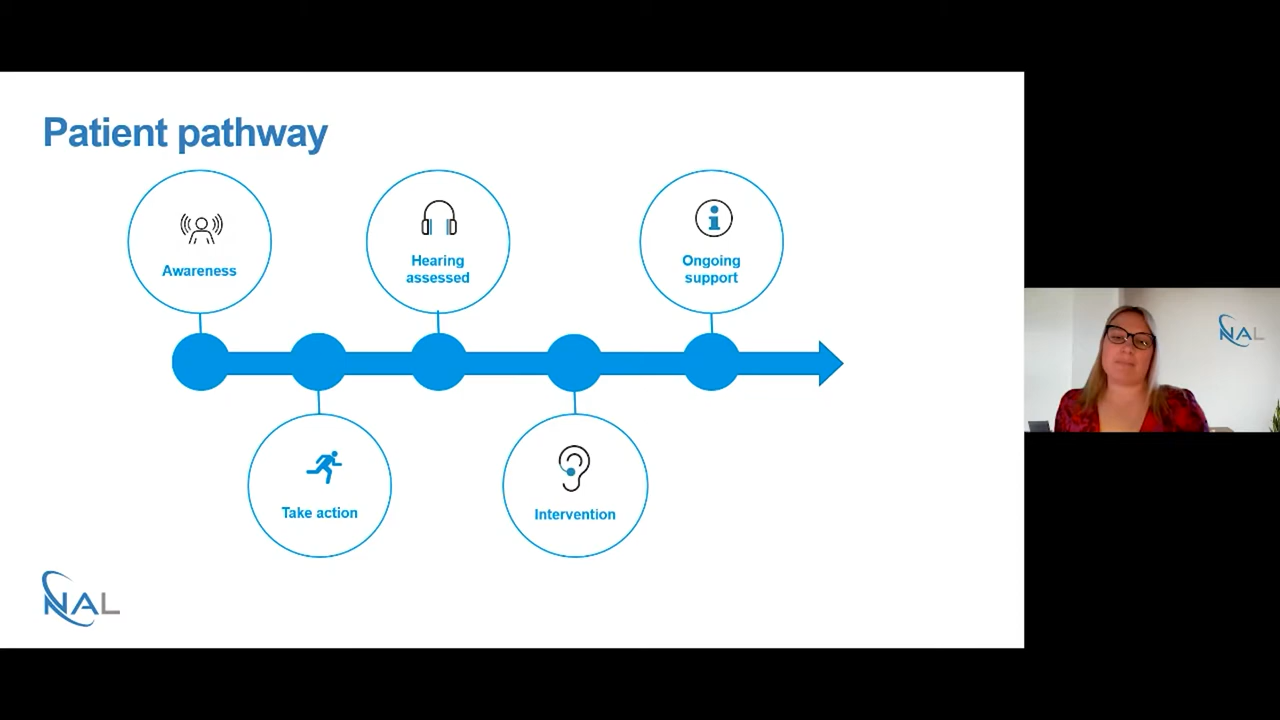 Patient pathway
Awareness
Hearing
assessed
Ongoing
support
Take action
Intervention
NAL
NAL